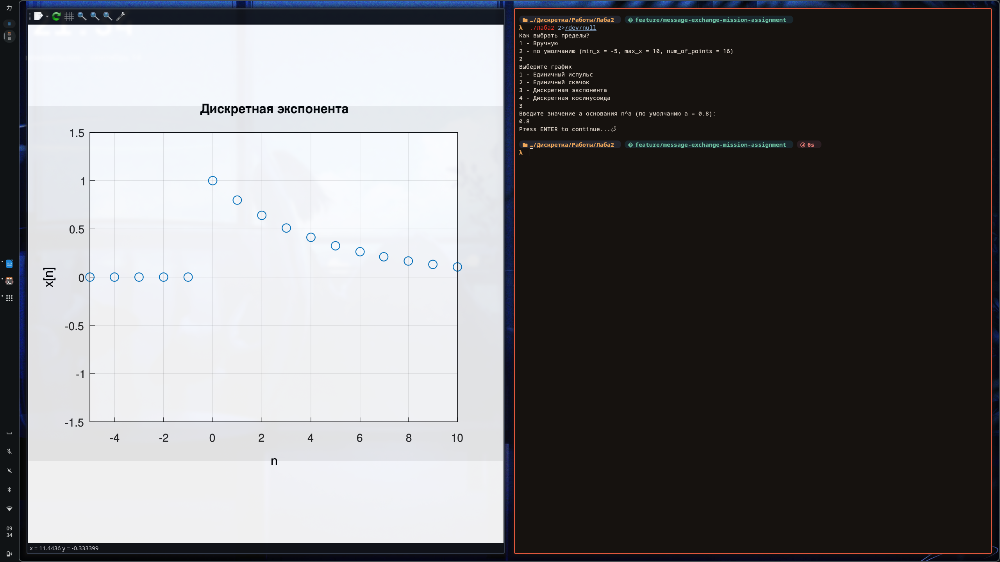 力
Дискретная экспонента
1.5
1
0.5
0
-0.5
-1
-1.5
x[n]
-4 -2 0 2 4 6 8 10
n
x = 11.4436 y = -0.333399
09
34
…/Дискретка/Работы/Лаба2 feature/message-exchange-mission-assignment
λ ./Лаба2 2>/dev/null
Как выбрать пределы?
1 - Вручную
2 - по умолчанию (min_x = -5, max_x = 10, num_of_points = 16)
2
Выберите график
1 - Единичный испульс
2 - Единичный скачок
3 - Дискретная экспонента
4 - Дискретная косинусоида
3
Введите значение a основания n^a (по умолчанию a = 0.8):
0.8
Press ENTER to continue...⏎
…/Дискретка/Работы/Лаба2 feature/message-exchange-mission-assignment 6s
λ